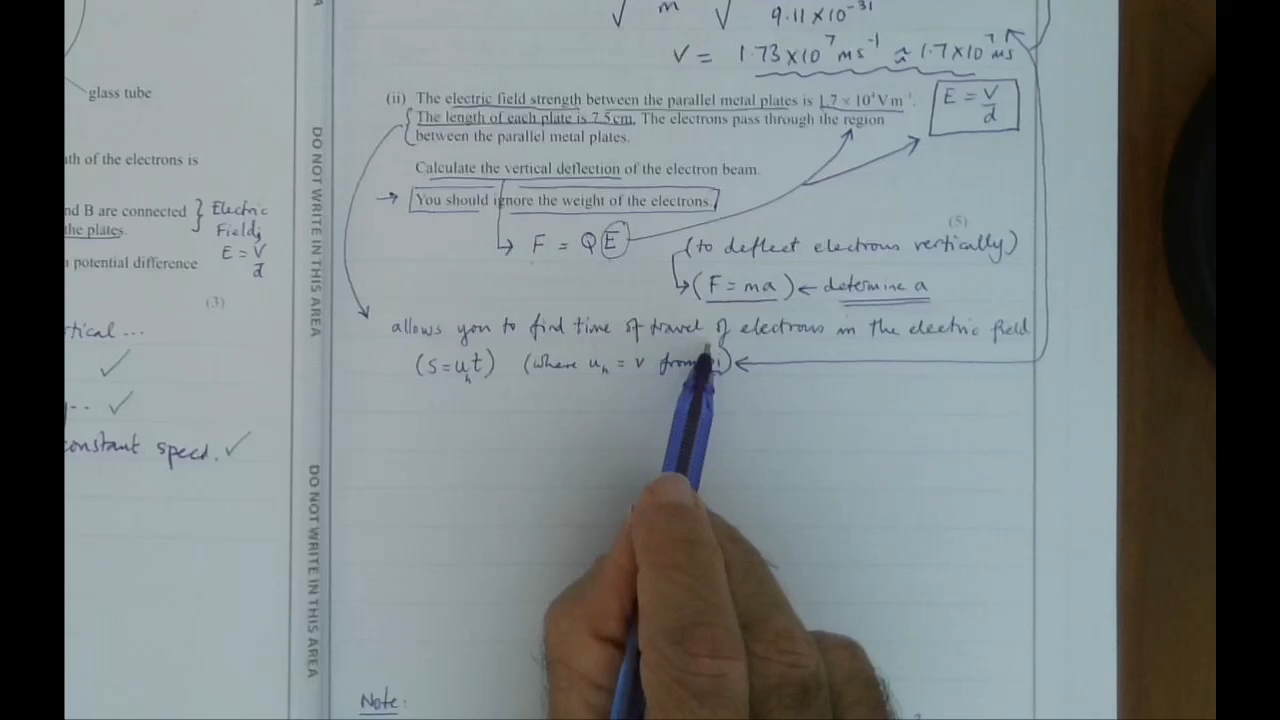 √ m √ 9.11×10⁻³¹
V = 1.73×10⁷ms⁻¹ ≈ 1.7×10⁷ms⁻¹
glass tube
(ii) The electric field strength between the parallel metal plates is 1.7 × 10⁴ V m⁻¹.
The length of each plate is 7.5 cm. The electrons pass through the region
between the parallel metal plates.
E = V/d
Calculate the vertical deflection of the electron beam.
You should ignore the weight of the electrons.
(5)
F = QE (to deflect electrons vertically)
(F = ma) ← determine a
allows you to find time of travel of electrons in the electric field
(s = uₕt) (where uₕ = v from
ath of the electrons is
nd B are connected } Electric
the plates. Field;
E = V/d
a potential difference
(3)
rtical ...
✓
-- ✓
constant speed. ✓
DO NOT WRITE IN THIS AREA
DO NOT WRITE IN THIS AREA
Note: